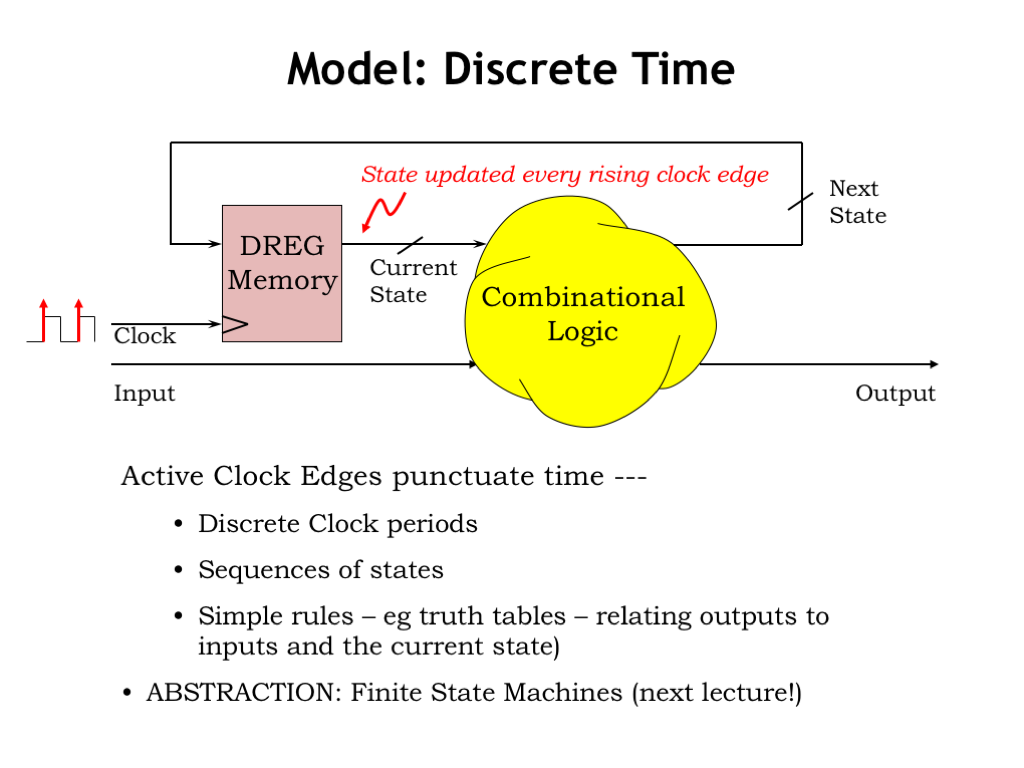 Model: Discrete Time
State updated every rising clock edge
Next
State
DREG
Memory
Current
State
Combinational
Logic
Clock
Input
Output
Active Clock Edges punctuate time ---
• Discrete Clock periods
• Sequences of states
• Simple rules – eg truth tables – relating outputs to
inputs and the current state)
• ABSTRACTION: Finite State Machines (next lecture!)